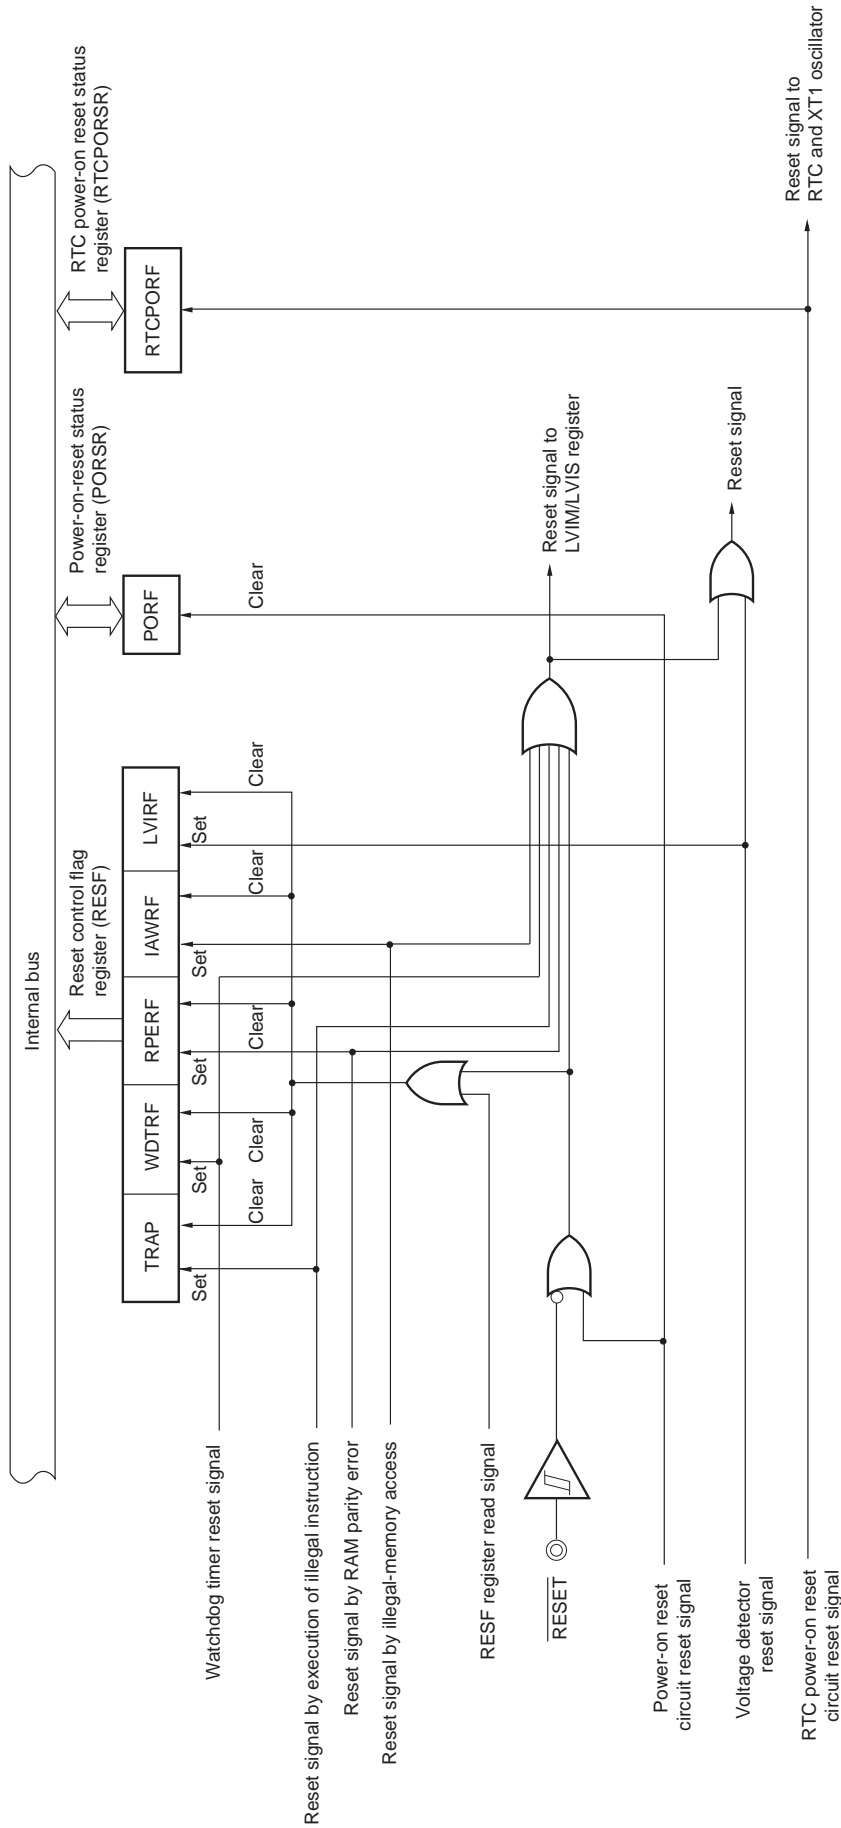 Internal bus
Reset control flag
register (RESF)
Power-on-reset status
register (PORSR)
RTC power-on reset status
register (RTCPORSR)
TRAP
WDTRF
RPERF
IAWRF
LVIRF
PORF
RTCPORF
Set
Clear
Set
Clear
Set
Clear
Set
Clear
Set
Clear
Clear
Watchdog timer reset signal
Reset signal by execution of illegal instruction
Reset signal by RAM parity error
Reset signal by illegal-memory access
RESF register read signal
RESET
Power-on reset
circuit reset signal
Voltage detector
reset signal
RTC power-on reset
circuit reset signal
Reset signal to
LVIM/LVIS register
Reset signal
Reset signal to
RTC and XT1 oscillator